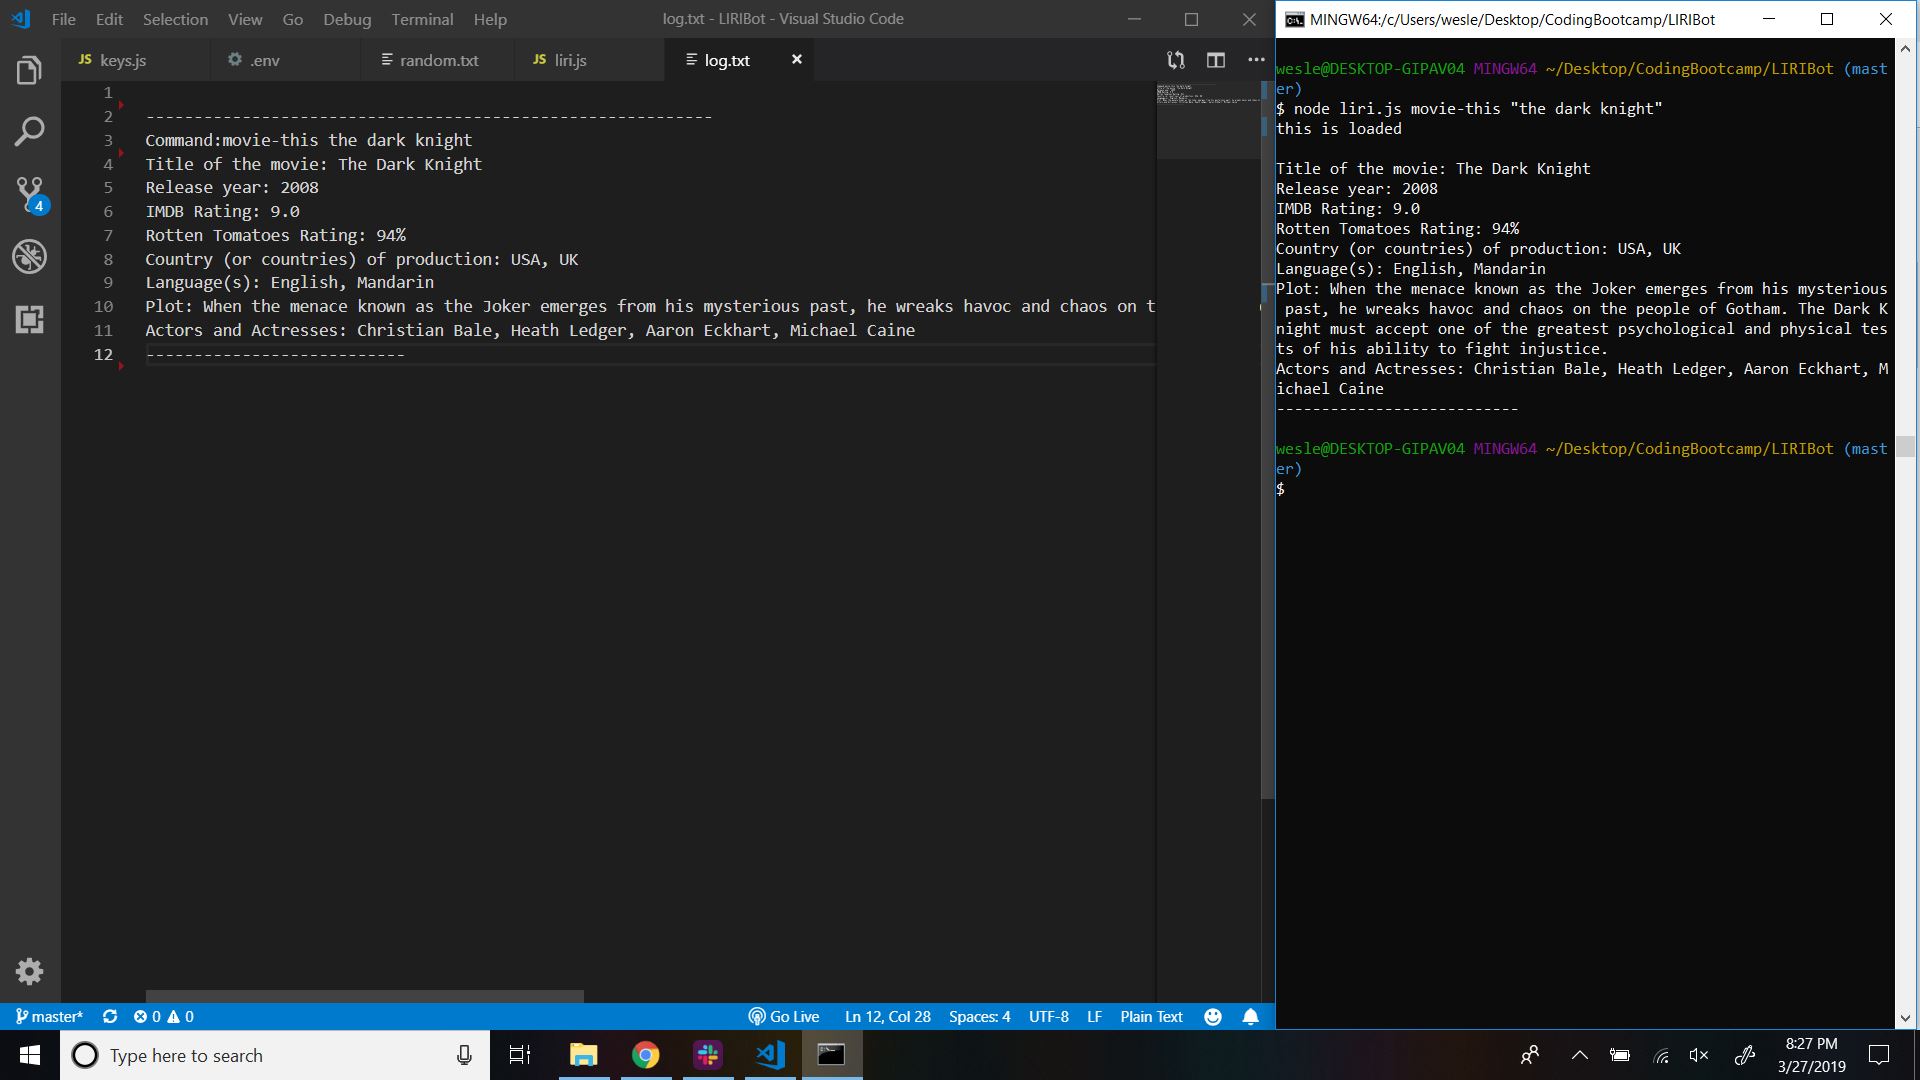 File Edit Selection View Go Debug Terminal Help
log.txt - LIRIBot - Visual Studio Code
JS keys.js
.env
random.txt
JS liri.js
log.txt
1
2 -----------------------------------------------------------
3 Command:movie-this the dark knight
4 Title of the movie: The Dark Knight
5 Release year: 2008
6 IMDB Rating: 9.0
7 Rotten Tomatoes Rating: 94%
8 Country (or countries) of production: USA, UK
9 Language(s): English, Mandarin
10 Plot: When the menace known as the Joker emerges from his mysterious past, he wreaks havoc and chaos on t
11 Actors and Actresses: Christian Bale, Heath Ledger, Aaron Eckhart, Michael Caine
12 ---------------------------
4
master* 0 0 Go Live Ln 12, Col 28 Spaces: 4 UTF-8 LF Plain Text
MINGW64:/c/Users/wesle/Desktop/CodingBootcamp/LIRIBot
wesle@DESKTOP-GIPAV04 MINGW64 ~/Desktop/CodingBootcamp/LIRIBot (mast
er)
$ node liri.js movie-this "the dark knight"
this is loaded
Title of the movie: The Dark Knight
Release year: 2008
IMDB Rating: 9.0
Rotten Tomatoes Rating: 94%
Country (or countries) of production: USA, UK
Language(s): English, Mandarin
Plot: When the menace known as the Joker emerges from his mysterious
 past, he wreaks havoc and chaos on the people of Gotham. The Dark K
night must accept one of the greatest psychological and physical tes
ts of his ability to fight injustice.
Actors and Actresses: Christian Bale, Heath Ledger, Aaron Eckhart, M
ichael Caine
---------------------------
wesle@DESKTOP-GIPAV04 MINGW64 ~/Desktop/CodingBootcamp/LIRIBot (mast
er)
$
Type here to search
8:27 PM
3/27/2019